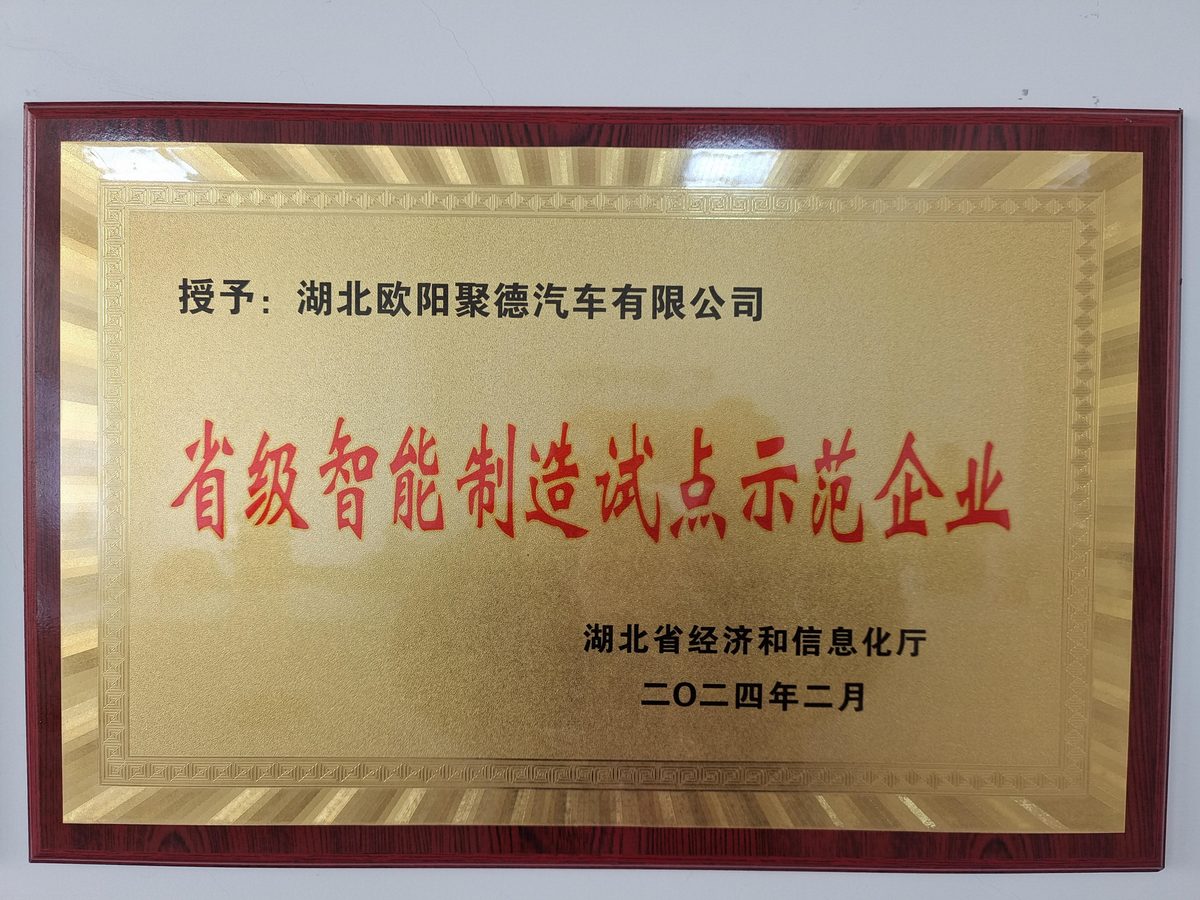 授予：湖北欧阳聚德汽车有限公司
省级智能制造试点示范企业
湖北省经济和信息化厅
二〇二四年二月